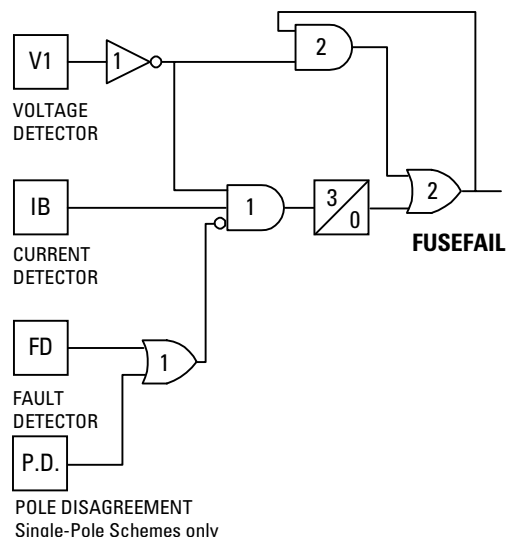 V1
1
2
VOLTAGE
DETECTOR
IB
1
3
0
2
FUSEFAIL
CURRENT
DETECTOR
FD
1
FAULT
DETECTOR
P.D.
POLE DISAGREEMENT
Single-Pole Schemes only